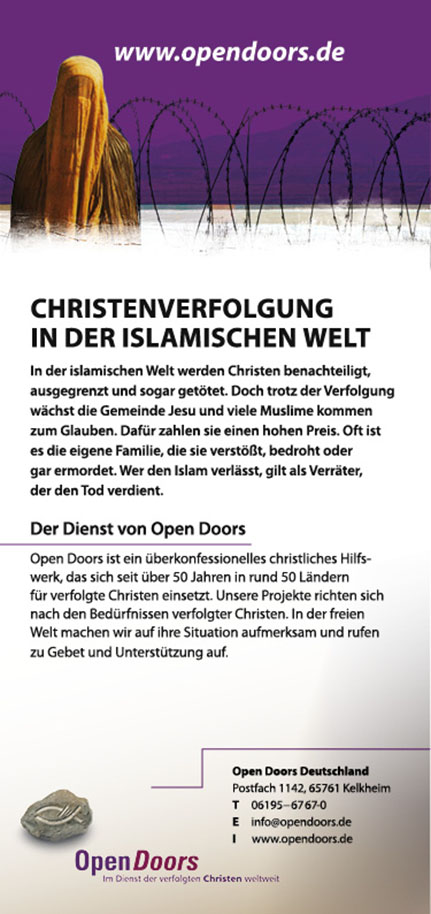 www.opendoors.de
CHRISTENVERFOLGUNG
IN DER ISLAMISCHEN WELT
In der islamischen Welt werden Christen benachteiligt,
ausgegrenzt und sogar getötet. Doch trotz der Verfolgung
wächst die Gemeinde Jesu und viele Muslime kommen
zum Glauben. Dafür zahlen sie einen hohen Preis. Oft ist
es die eigene Familie, die sie verstößt, bedroht oder
gar ermordet. Wer den Islam verlässt, gilt als Verräter,
der den Tod verdient.
Der Dienst von Open Doors
Open Doors ist ein überkonfessionelles christliches Hilfs-
werk, das sich seit über 50 Jahren in rund 50 Ländern
für verfolgte Christen einsetzt. Unsere Projekte richten sich
nach den Bedürfnissen verfolgter Christen. In der freien
Welt machen wir auf ihre Situation aufmerksam und rufen
zu Gebet und Unterstützung auf.
Open Doors Deutschland
Postfach 1142, 65761 Kelkheim
T 06195–6767-0
E info@opendoors.de
I www.opendoors.de
OpenDoors
Im Dienst der verfolgten Christen weltweit